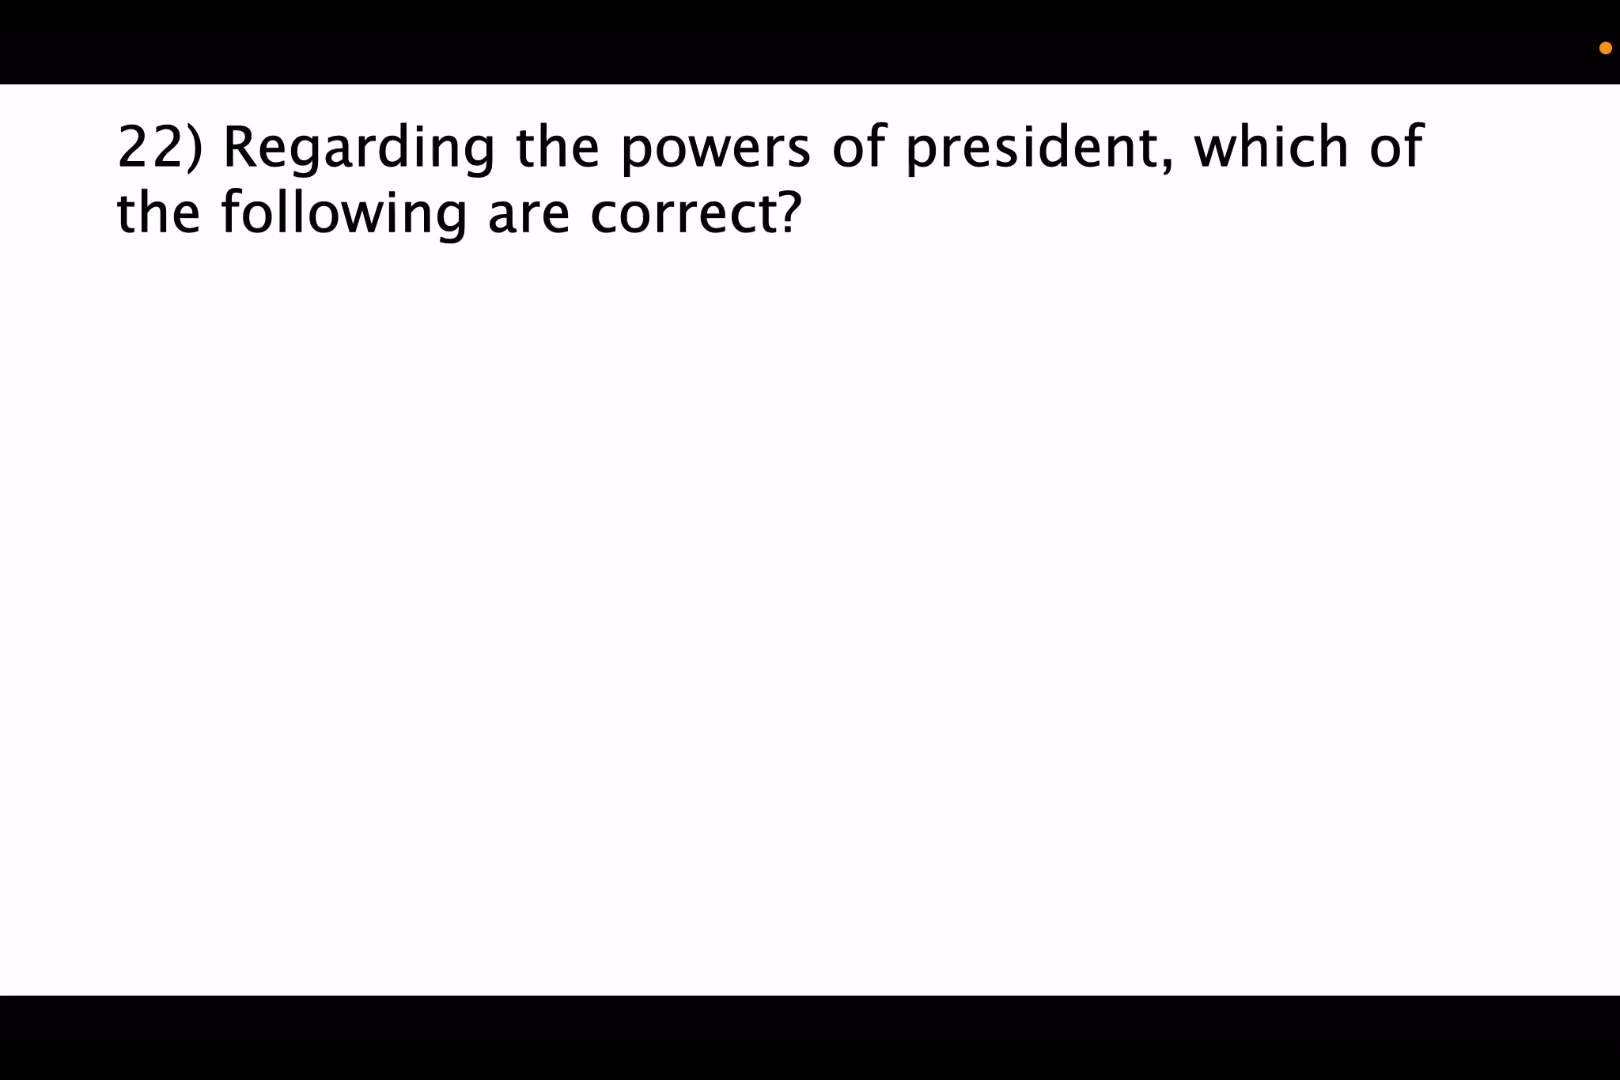 22) Regarding the powers of president, which of
the following are correct?